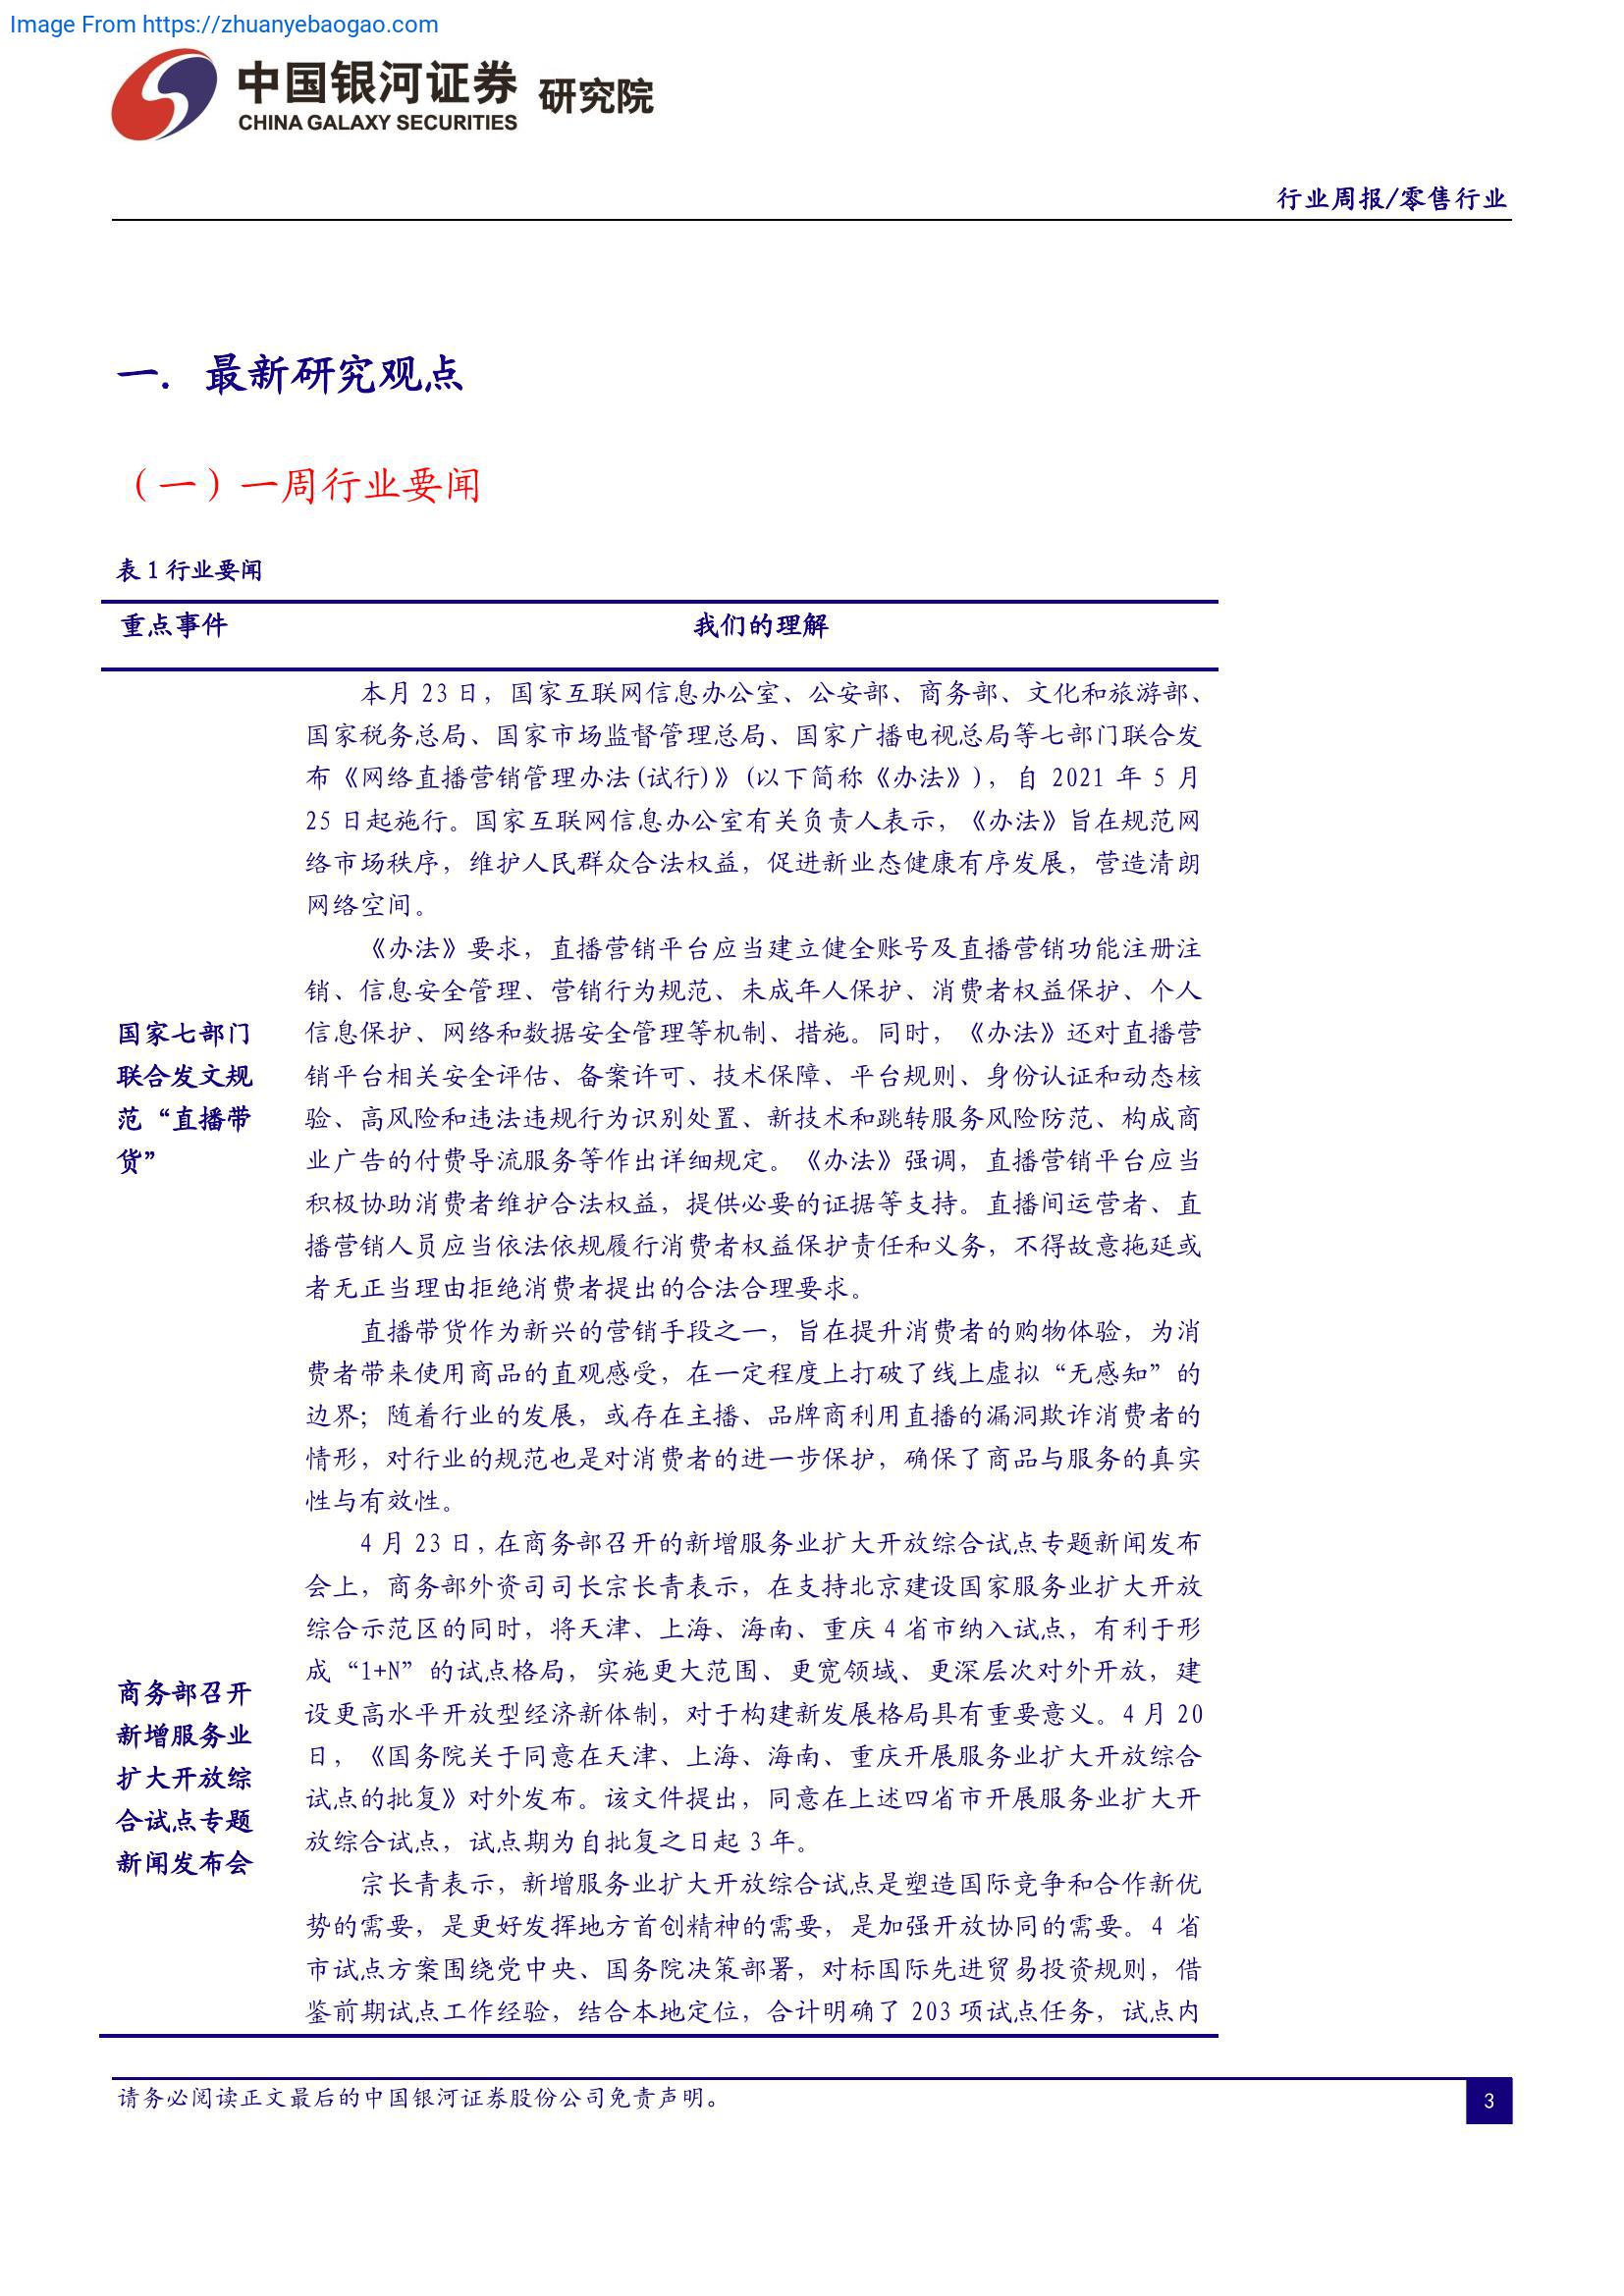 Image From https://zhuanyebaogao.com
中国银河证券 研究院
CHINA GALAXY SECURITIES
行业周报/零售行业
一. 最新研究观点
（一）一周行业要闻
表 1 行业要闻
重点事件 我们的理解
国家七部门
联合发文规
范“直播带
货”
本月 23 日，国家互联网信息办公室、公安部、商务部、文化和旅游部、
国家税务总局、国家市场监督管理总局、国家广播电视总局等七部门联合发
布《网络直播营销管理办法(试行)》(以下简称《办法》)，自 2021 年 5 月
25 日起施行。国家互联网信息办公室有关负责人表示，《办法》旨在规范网
络市场秩序，维护人民群众合法权益，促进新业态健康有序发展，营造清朗
网络空间。
《办法》要求，直播营销平台应当建立健全账号及直播营销功能注册注
销、信息安全管理、营销行为规范、未成年人保护、消费者权益保护、个人
信息保护、网络和数据安全管理等机制、措施。同时，《办法》还对直播营
销平台相关安全评估、备案许可、技术保障、平台规则、身份认证和动态核
验、高风险和违法违规行为识别处置、新技术和跳转服务风险防范、构成商
业广告的付费导流服务等作出详细规定。《办法》强调，直播营销平台应当
积极协助消费者维护合法权益，提供必要的证据等支持。直播间运营者、直
播营销人员应当依法依规履行消费者权益保护责任和义务，不得故意拖延或
者无正当理由拒绝消费者提出的合法合理要求。
直播带货作为新兴的营销手段之一，旨在提升消费者的购物体验，为消
费者带来使用商品的直观感受，在一定程度上打破了线上虚拟“无感知”的
边界；随着行业的发展，或存在主播、品牌商利用直播的漏洞欺诈消费者的
情形，对行业的规范也是对消费者的进一步保护，确保了商品与服务的真实
性与有效性。
商务部召开
新增服务业
扩大开放综
合试点专题
新闻发布会
4 月 23 日，在商务部召开的新增服务业扩大开放综合试点专题新闻发布
会上，商务部外资司司长宗长青表示，在支持北京建设国家服务业扩大开放
综合示范区的同时，将天津、上海、海南、重庆 4 省市纳入试点，有利于形
成“1+N”的试点格局，实施更大范围、更宽领域、更深层次对外开放，建
设更高水平开放型经济新体制，对于构建新发展格局具有重要意义。4 月 20
日，《国务院关于同意在天津、上海、海南、重庆开展服务业扩大开放综合
试点的批复》对外发布。该文件提出，同意在上述四省市开展服务业扩大开
放综合试点，试点期为自批复之日起 3 年。
宗长青表示，新增服务业扩大开放综合试点是塑造国际竞争和合作新优
势的需要，是更好发挥地方首创精神的需要，是加强开放协同的需要。4 省
市试点方案围绕党中央、国务院决策部署，对标国际先进贸易投资规则，借
鉴前期试点工作经验，结合本地定位，合计明确了 203 项试点任务，试点内
请务必阅读正文最后的中国银河证券股份公司免责声明。
3